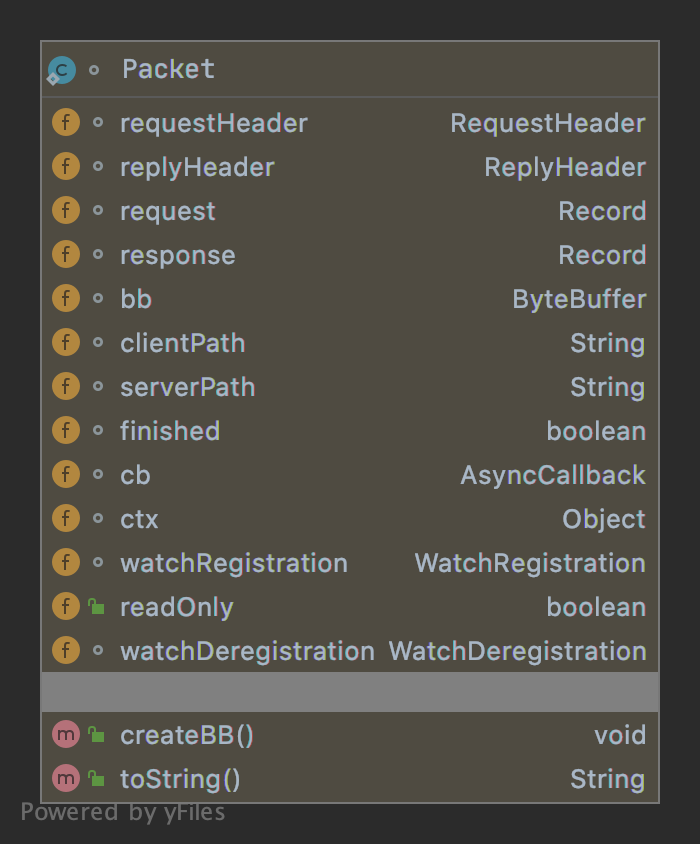 C Packet
f requestHeader RequestHeader
f replyHeader ReplyHeader
f request Record
f response Record
f bb ByteBuffer
f clientPath String
f serverPath String
f finished boolean
f cb AsyncCallback
f ctx Object
f watchRegistration WatchRegistration
f readOnly boolean
f watchDeregistration WatchDeregistration
m createBB() void
m toString() String
Powered by yFiles